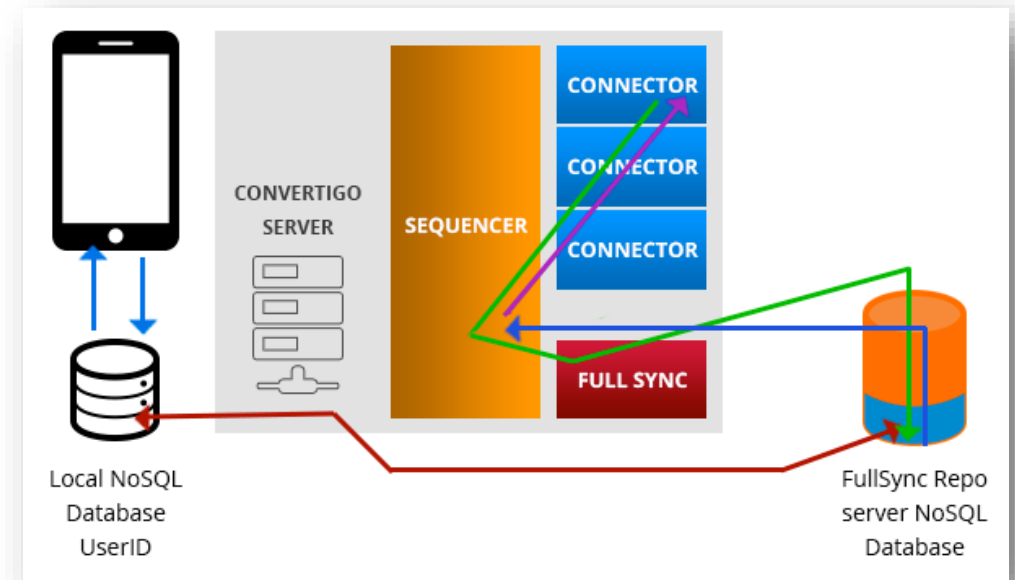 CONVERTIGO
SERVER
SEQUENCER
CONNECTOR
CONNECTOR
CONNECTOR
FULL SYNC
Local NoSQL
Database
UserID
FullSync Repo
server NoSQL
Database